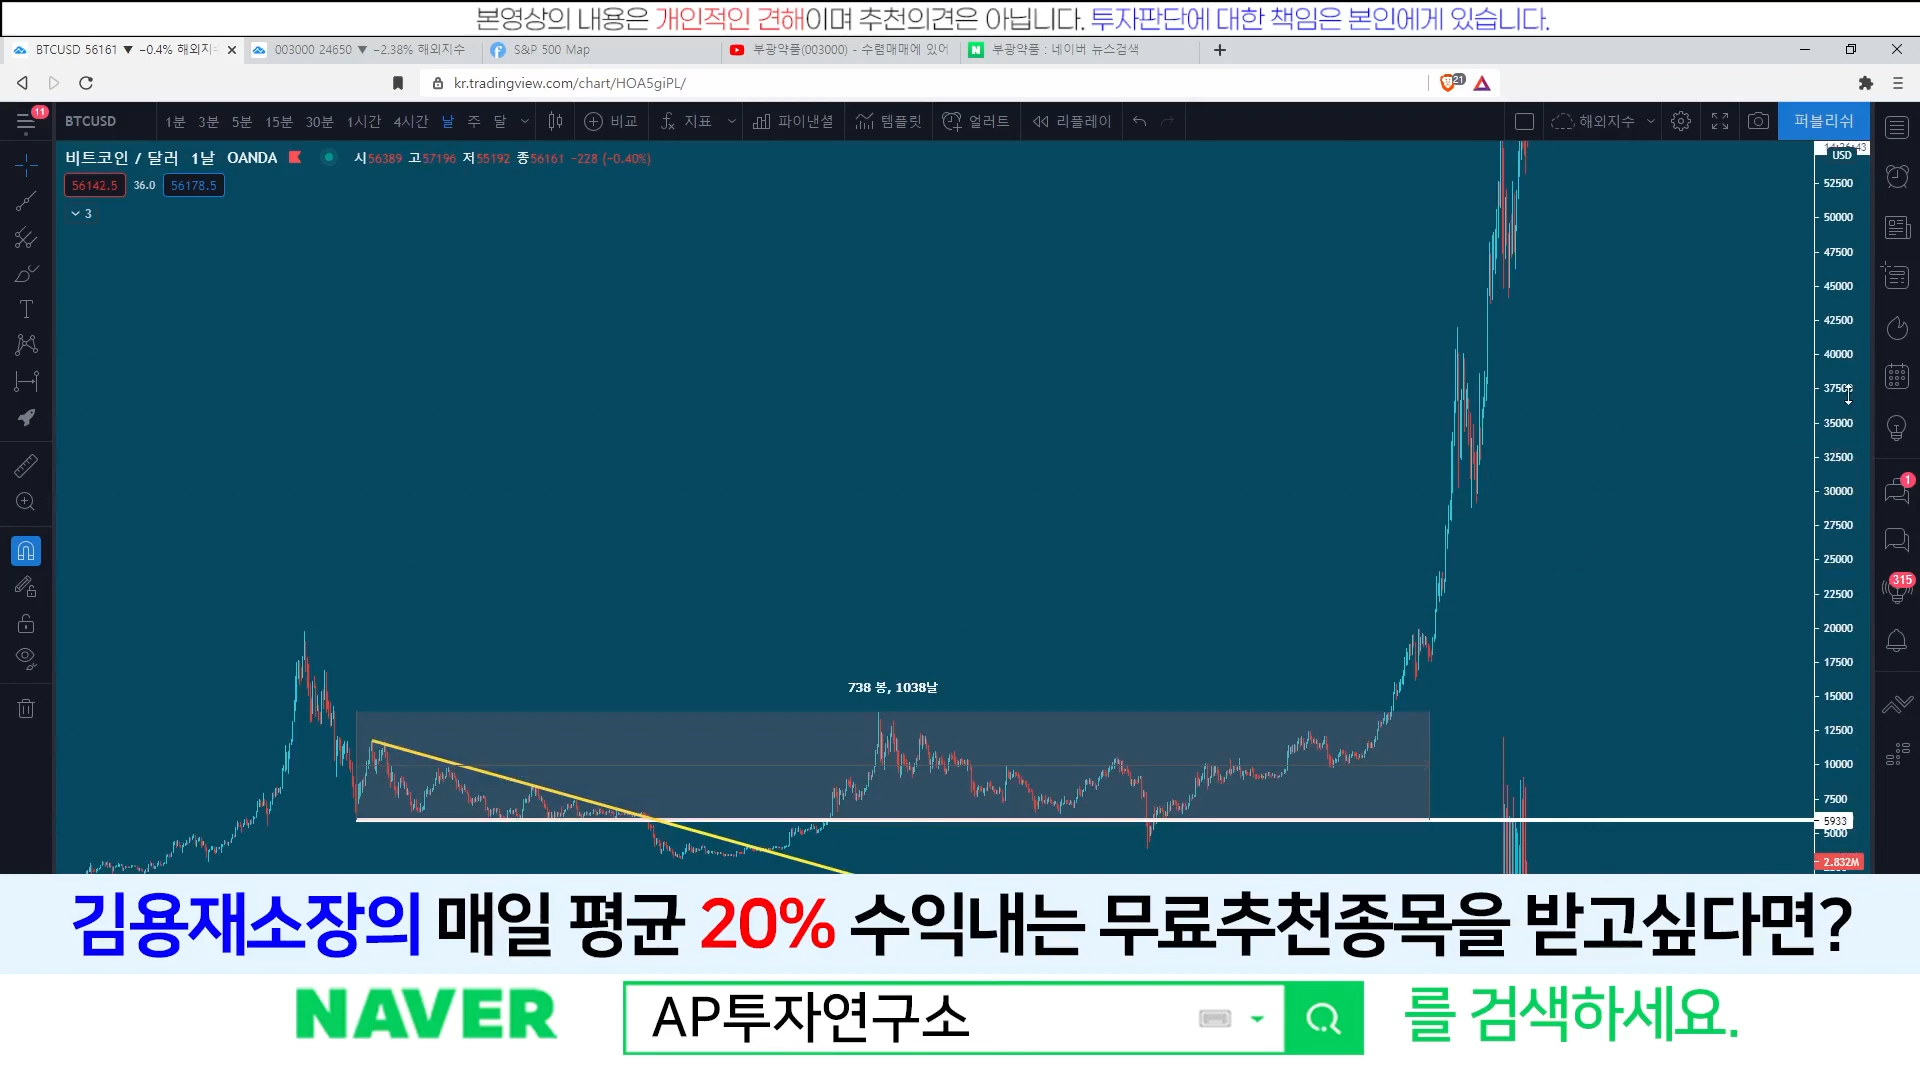 본영상의 내용은 개인적인 견해이며 추천의견은 아닙니다. 투자판단에 대한 책임은 본인에게 있습니다.
BTCUSD 56161 ▼ −0.4% 해외지
003000 24650 ▼ −2.38% 해외지수
S&P 500 Map
부광약품(003000) - 수렴매매에 있어
부광약품 : 네이버 뉴스검색
kr.tradingview.com/chart/HOA5giPL/
21
11
BTCUSD 1분 3분 5분 15분 30분 1시간 4시간 날 주 달 비교 지표 파이낸셜 템플릿 얼러트 리플레이 해외지수 퍼블리쉬
비트코인 / 달러 1날 OANDA 시56389 고57196 저55192 종56161 −228 (−0.40%)
USD
56142.5 36.0 56178.5
3
52500
50000
47500
45000
42500
40000
37500
35000
32500
30000
27500
25000
22500
20000
17500
15000
12500
10000
7500
5933
5000
2.832M
1
315
738 봉, 1038날
김용재소장의 매일 평균 20% 수익내는 무료추천종목을 받고싶다면?
NAVER AP투자연구소 를 검색하세요.